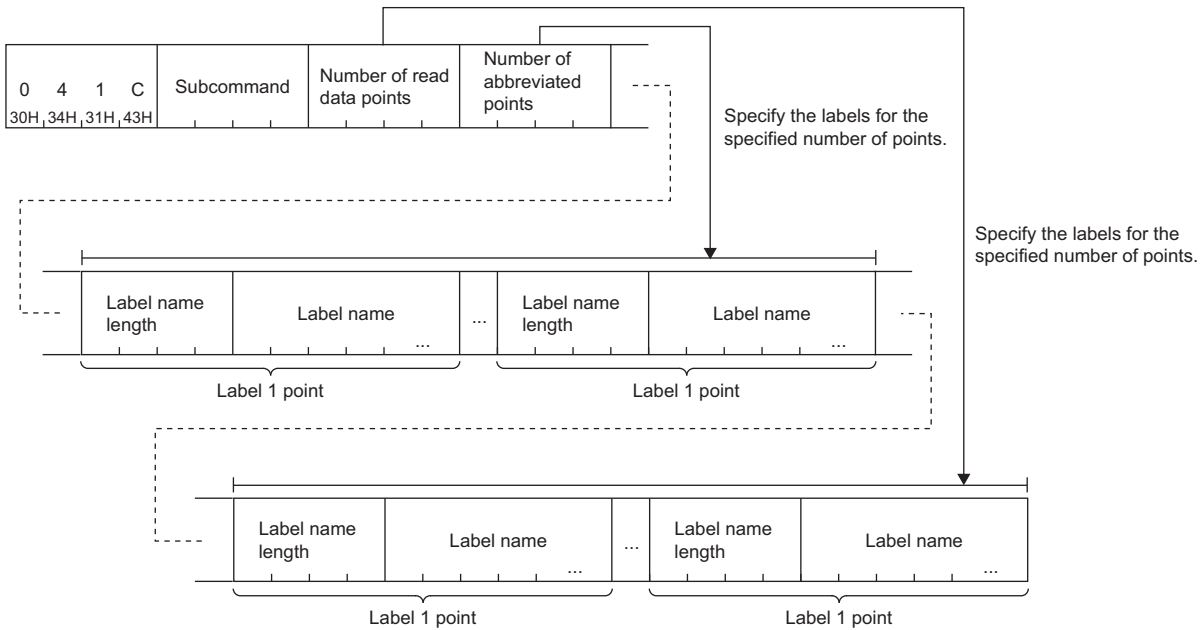 0 4 1 C
30H 34H 31H 43H
Subcommand
Number of read
data points
Number of
abbreviated
points
Specify the labels for the
specified number of points.
Specify the labels for the
specified number of points.
Label name
length
Label name
...
...
Label name
length
Label name
...
Label 1 point
Label 1 point
Label name
length
Label name
...
...
Label name
length
Label name
...
Label 1 point
Label 1 point